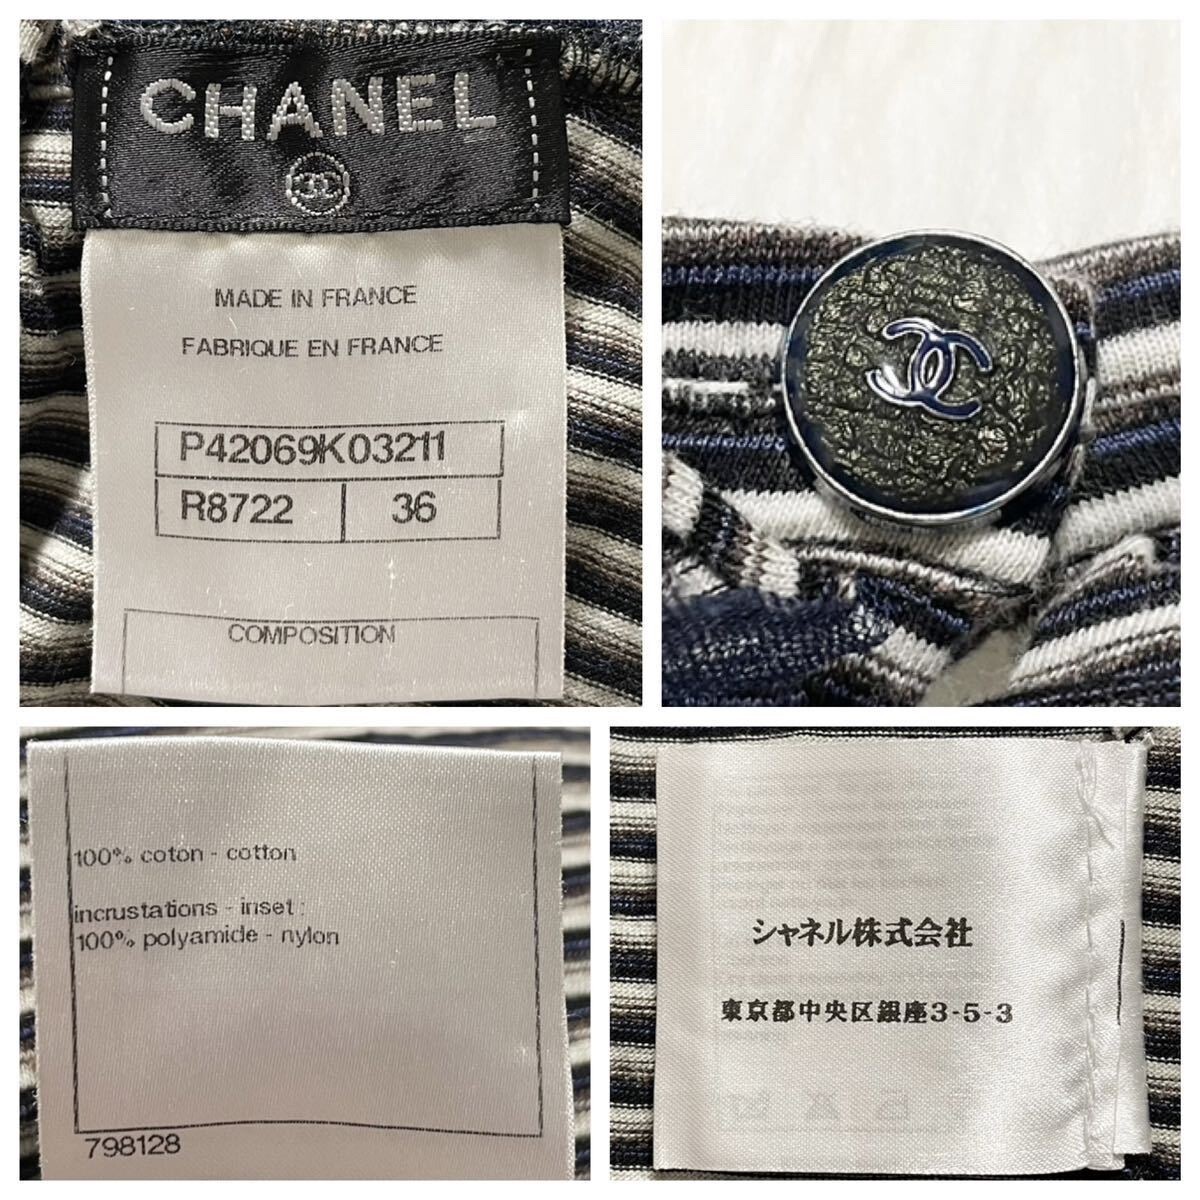 CHANEL
MADE IN FRANCE
FABRIQUE EN FRANCE
P42069K03211
R8722 36
COMPOSITION
100% coton - cotton
incrustations - inset :
100% polyamide - nylon
798128
シャネル株式会社
東京都中央区銀座3-5-3